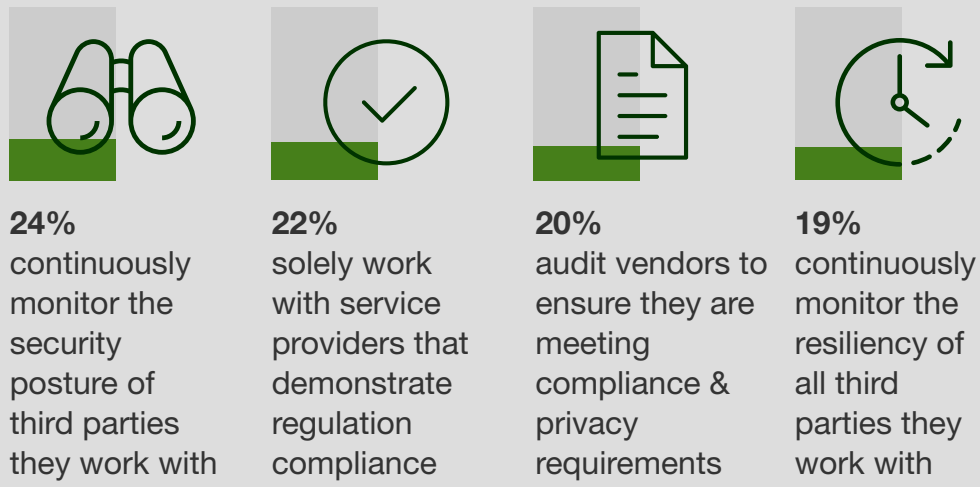 24%
continuously
monitor the
security
posture of
third parties
they work with
22%
solely work
with service
providers that
demonstrate
regulation
compliance
20%
audit vendors to
ensure they are
meeting
compliance &
privacy
requirements
19%
continuously
monitor the
resiliency of
all third
parties they
work with